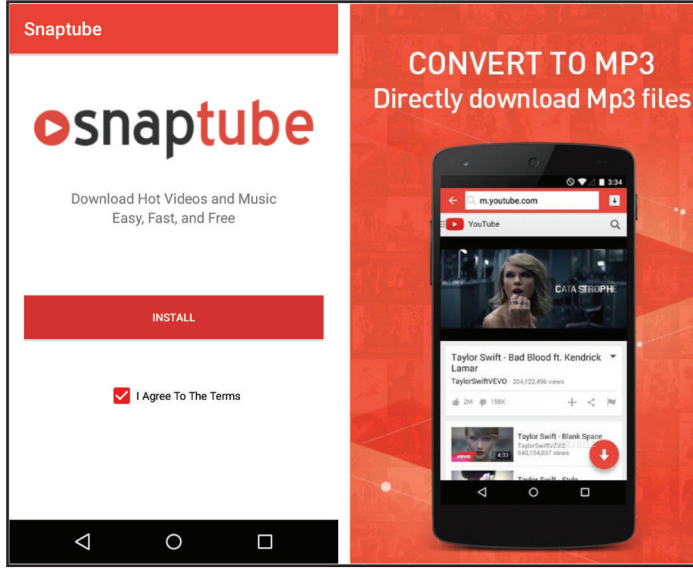 Snaptube
snaptube
Download Hot Videos and Music
Easy, Fast, and Free
INSTALL
I Agree To The Terms
CONVERT TO MP3
Directly download Mp3 files
3:34
m.youtube.com
YouTube
CATASTROPHE
Taylor Swift - Bad Blood ft. Kendrick
Lamar
TaylorSwiftVEVO 204,122,496 views
2M 155K
Taylor Swift - Blank Space
TaylorSwiftVEVO
940,154,037 views
vevo 4:33
Taylor Swift - Style